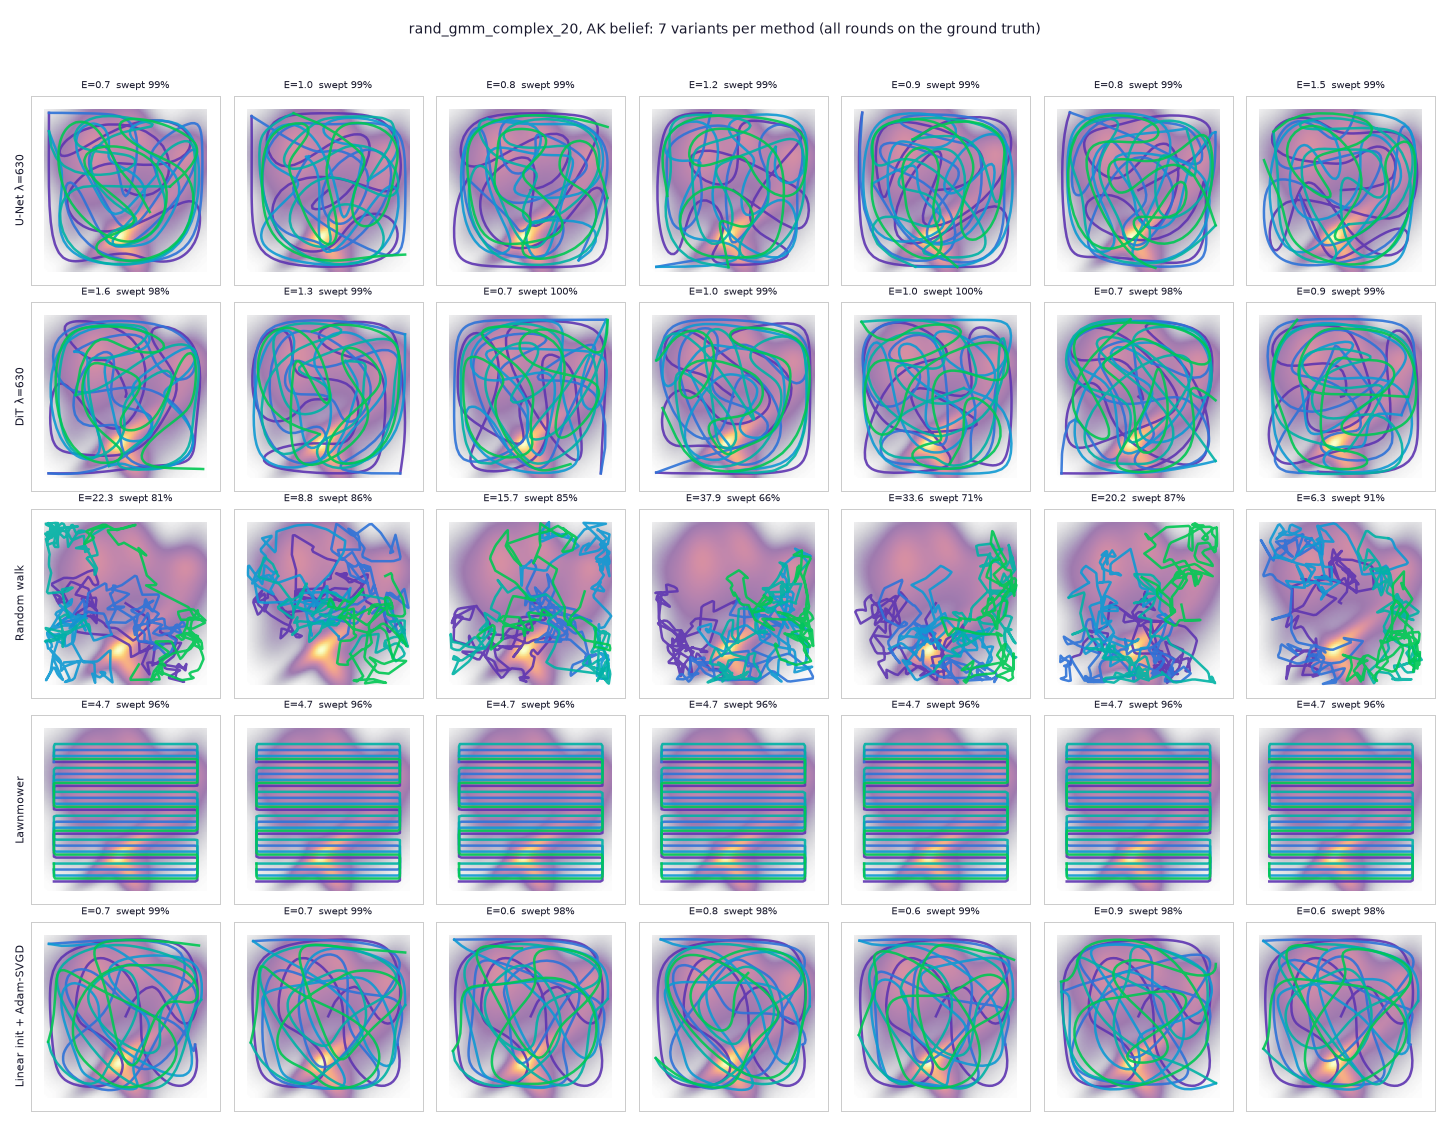 rand_gmm_complex_20, AK belief: 7 variants per method (all rounds on the ground truth)
E=0.7 swept 99%
E=1.0 swept 99%
E=0.8 swept 99%
E=1.2 swept 99%
E=0.9 swept 99%
E=0.8 swept 99%
E=1.5 swept 99%
U-Net λ=630
E=1.6 swept 98%
E=1.3 swept 99%
E=0.7 swept 100%
E=1.0 swept 99%
E=1.0 swept 100%
E=0.7 swept 98%
E=0.9 swept 99%
DiT λ=630
E=22.3 swept 81%
E=8.8 swept 86%
E=15.7 swept 85%
E=37.9 swept 66%
E=33.6 swept 71%
E=20.2 swept 87%
E=6.3 swept 91%
Random walk
E=4.7 swept 96%
E=4.7 swept 96%
E=4.7 swept 96%
E=4.7 swept 96%
E=4.7 swept 96%
E=4.7 swept 96%
E=4.7 swept 96%
Lawnmower
E=0.7 swept 99%
E=0.7 swept 99%
E=0.6 swept 98%
E=0.8 swept 98%
E=0.6 swept 99%
E=0.9 swept 98%
E=0.6 swept 98%
Linear init + Adam-SVGD